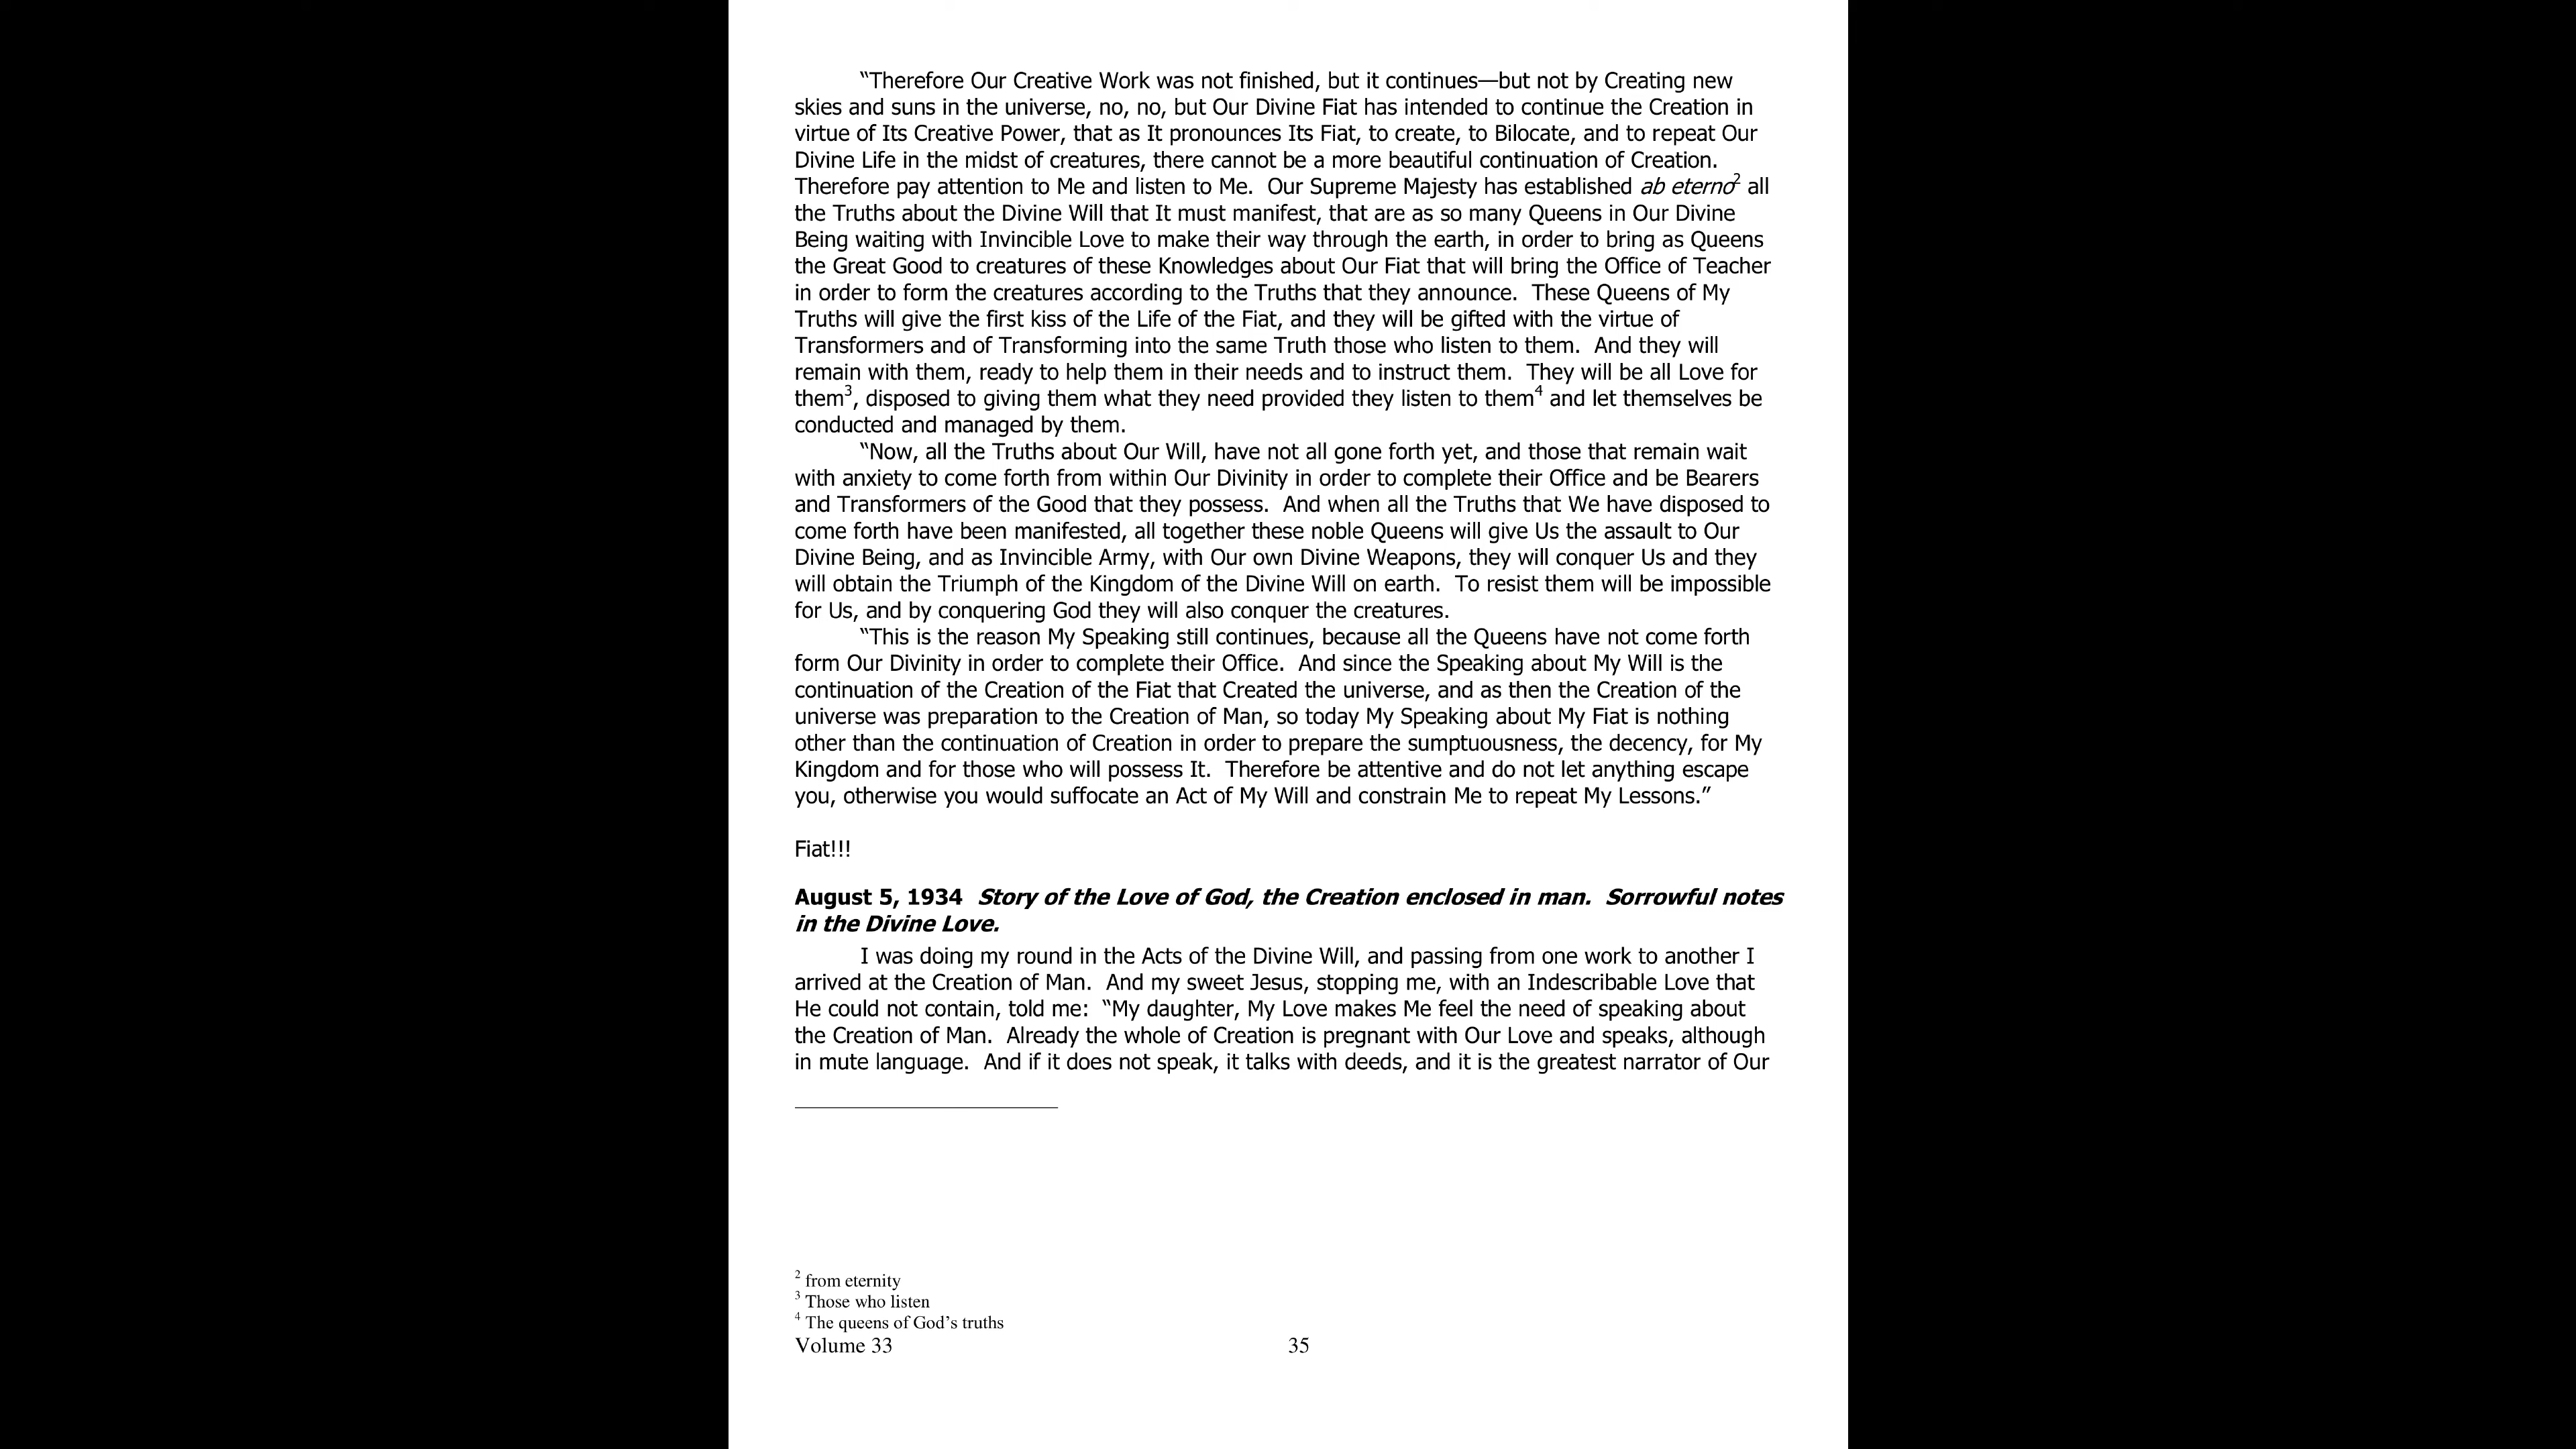 “Therefore Our Creative Work was not finished, but it continues—but not by Creating new
skies and suns in the universe, no, no, but Our Divine Fiat has intended to continue the Creation in
virtue of Its Creative Power, that as It pronounces Its Fiat, to create, to Bilocate, and to repeat Our
Divine Life in the midst of creatures, there cannot be a more beautiful continuation of Creation.
Therefore pay attention to Me and listen to Me.  Our Supreme Majesty has established ab eterno2 all
the Truths about the Divine Will that It must manifest, that are as so many Queens in Our Divine
Being waiting with Invincible Love to make their way through the earth, in order to bring as Queens
the Great Good to creatures of these Knowledges about Our Fiat that will bring the Office of Teacher
in order to form the creatures according to the Truths that they announce.  These Queens of My
Truths will give the first kiss of the Life of the Fiat, and they will be gifted with the virtue of
Transformers and of Transforming into the same Truth those who listen to them.  And they will
remain with them, ready to help them in their needs and to instruct them.  They will be all Love for
them3, disposed to giving them what they need provided they listen to them4 and let themselves be
conducted and managed by them.
“Now, all the Truths about Our Will, have not all gone forth yet, and those that remain wait
with anxiety to come forth from within Our Divinity in order to complete their Office and be Bearers
and Transformers of the Good that they possess.  And when all the Truths that We have disposed to
come forth have been manifested, all together these noble Queens will give Us the assault to Our
Divine Being, and as Invincible Army, with Our own Divine Weapons, they will conquer Us and they
will obtain the Triumph of the Kingdom of the Divine Will on earth.  To resist them will be impossible
for Us, and by conquering God they will also conquer the creatures.
“This is the reason My Speaking still continues, because all the Queens have not come forth
form Our Divinity in order to complete their Office.  And since the Speaking about My Will is the
continuation of the Creation of the Fiat that Created the universe, and as then the Creation of the
universe was preparation to the Creation of Man, so today My Speaking about My Fiat is nothing
other than the continuation of Creation in order to prepare the sumptuousness, the decency, for My
Kingdom and for those who will possess It.  Therefore be attentive and do not let anything escape
you, otherwise you would suffocate an Act of My Will and constrain Me to repeat My Lessons.”
Fiat!!!
August 5, 1934  Story of the Love of God, the Creation enclosed in man.  Sorrowful notes
in the Divine Love.
I was doing my round in the Acts of the Divine Will, and passing from one work to another I
arrived at the Creation of Man.  And my sweet Jesus, stopping me, with an Indescribable Love that
He could not contain, told me:  “My daughter, My Love makes Me feel the need of speaking about
the Creation of Man.  Already the whole of Creation is pregnant with Our Love and speaks, although
in mute language.  And if it does not speak, it talks with deeds, and it is the greatest narrator of Our
2 from eternity
3 Those who listen
4 The queens of God’s truths
Volume 33 35